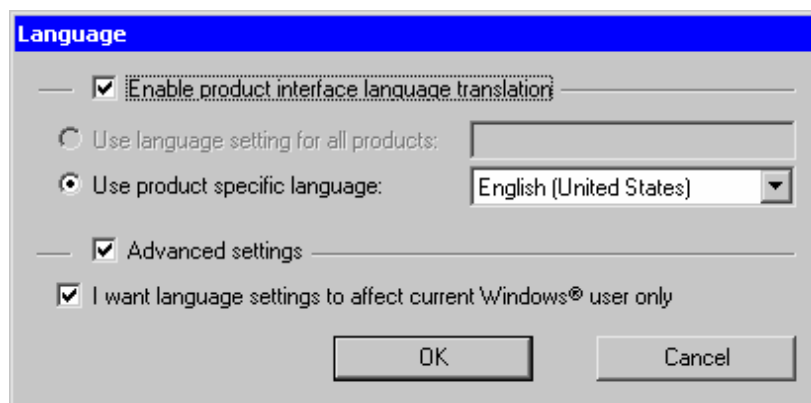 Language
Enable product interface language translation
Use language setting for all products:
Use product specific language: English (United States)
Advanced settings
I want language settings to affect current Windows® user only
OK Cancel